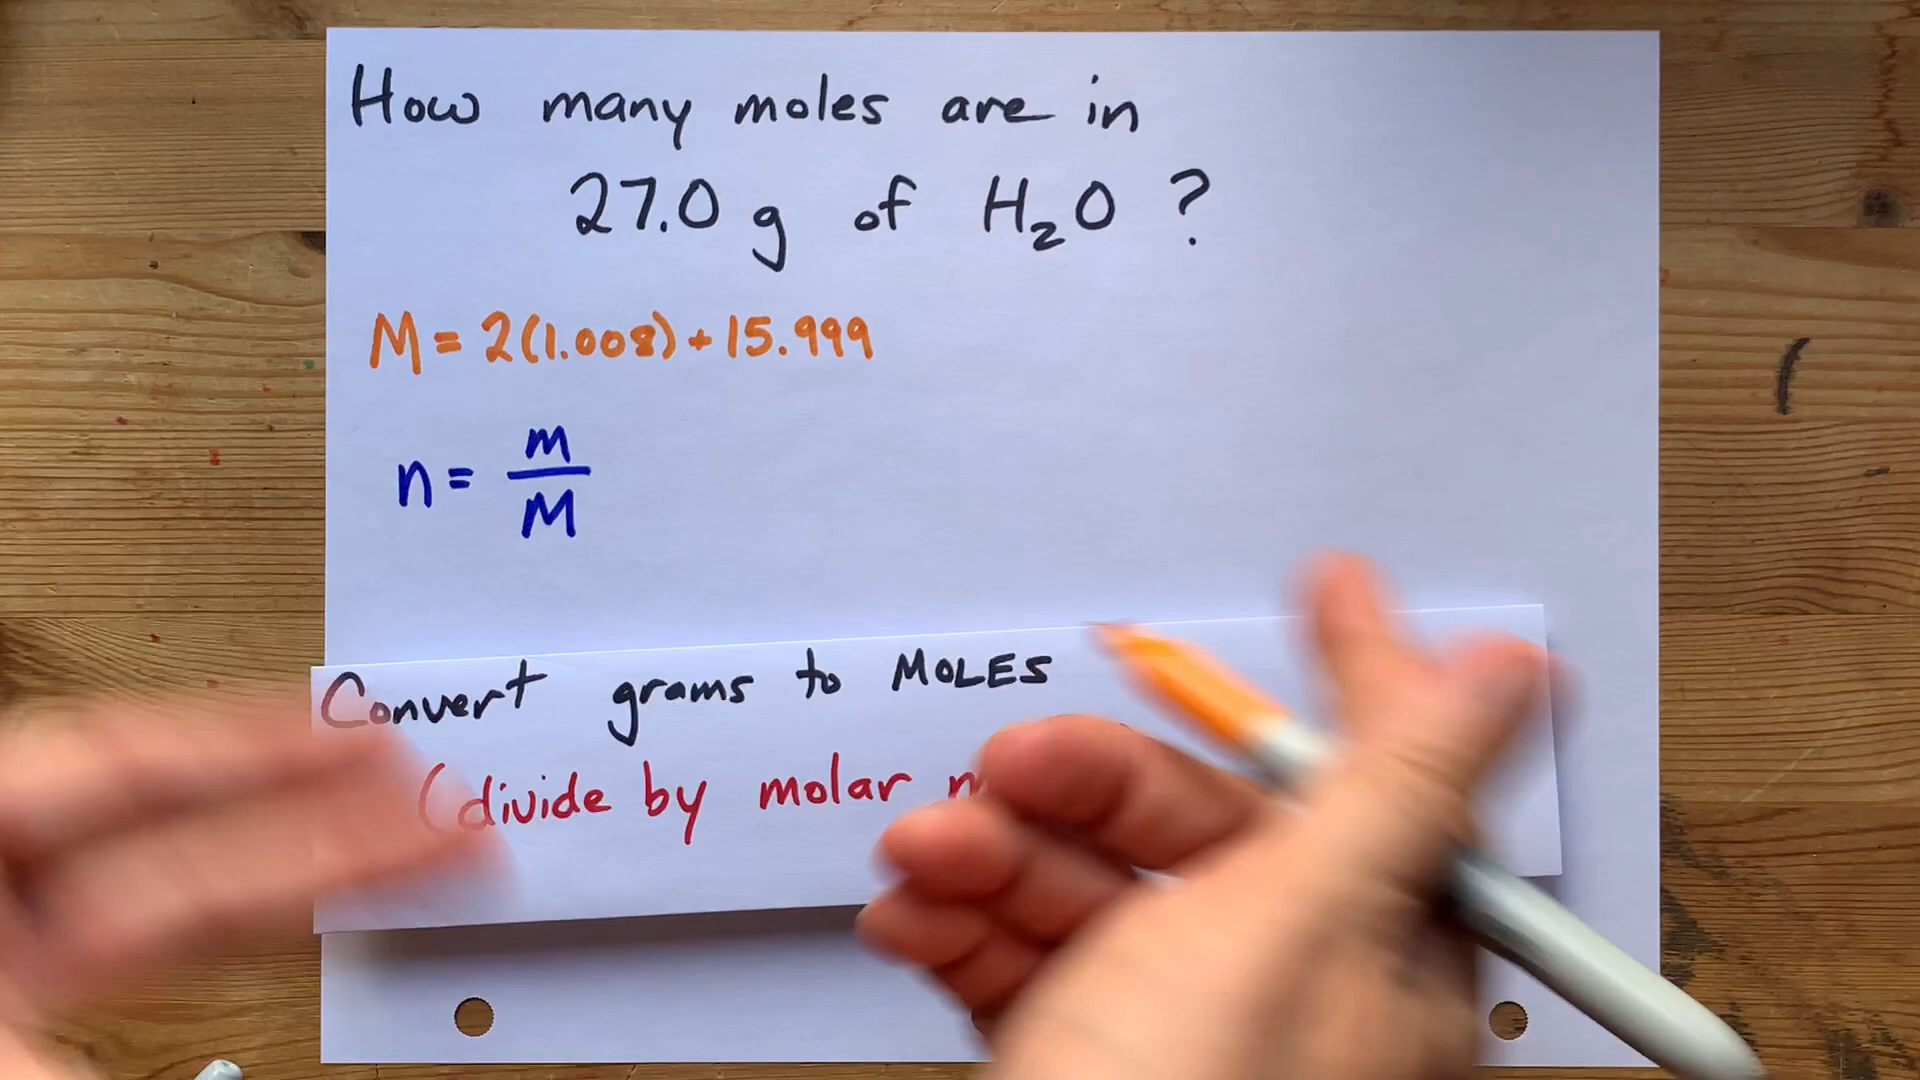 How many moles are in
27.0 g of H₂O ?
M = 2(1.008) + 15.999
n = m/M
Convert grams to MOLES
(divide by molar